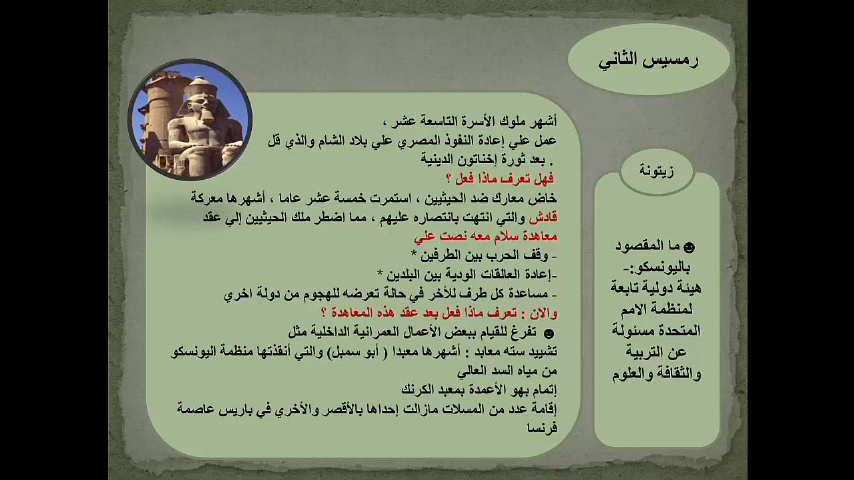 رمسيس الثاني
أشهر ملوك الأسرة التاسعة عشر ،
عمل علي إعادة النفوذ المصري علي بلاد الشام والذي قل
. بعد ثورة إخناتون الدينية
فهل تعرف ماذا فعل ؟
خاض معارك ضد الحيثيين ، استمرت خمسة عشر عاما ، أشهرها معركة
قادش والتي انتهت بانتصاره عليهم ، مما اضطر ملك الحيثيين إلي عقد
معاهدة سلام معه نصت علي
- وقف الحرب بين الطرفين *
-إعادة العالقات الودية بين البلدين *
- مساعدة كل طرف للأخر في حالة تعرضه للهجوم من دولة اخري
والان : تعرف ماذا فعل بعد عقد هذه المعاهدة ؟
☻ تفرغ للقيام ببعض الأعمال العمرانية الداخلية مثل
تشييد سته معابد : أشهرها معبدا ( أبو سمبل) والتي أنقذتها منظمة اليونسكو
من مياه السد العالي
إتمام بهو الأعمدة بمعبد الكرنك
إقامة عدد من المسلات مازالت إحداها بالأقصر والأخري في باريس عاصمة
فرنسا
زيتونة
☻ما المقصود
باليونسكو:-
هيئة دولية تابعة
لمنظمة الامم
المتحدة مسئولة
عن التربية
والثقافة والعلوم